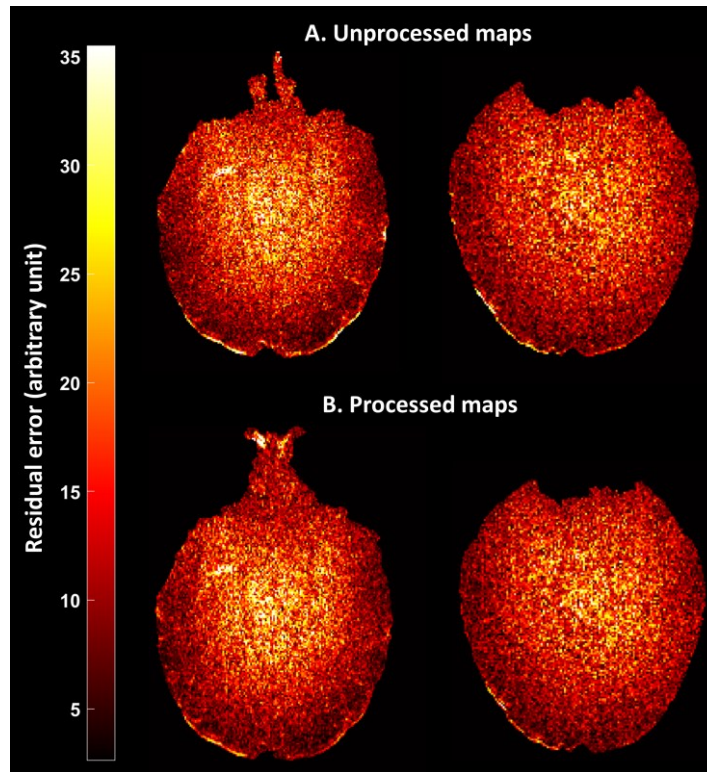 A. Unprocessed maps
35
30
25
20
15
10
5
Residual error (arbitrary unit)
B. Processed maps